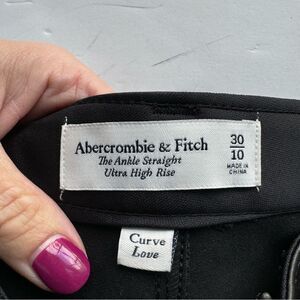 Abercrombie & Fitch
The Ankle Straight
Ultra High Rise
30
10
MADE IN
CHINA
Curve
Love